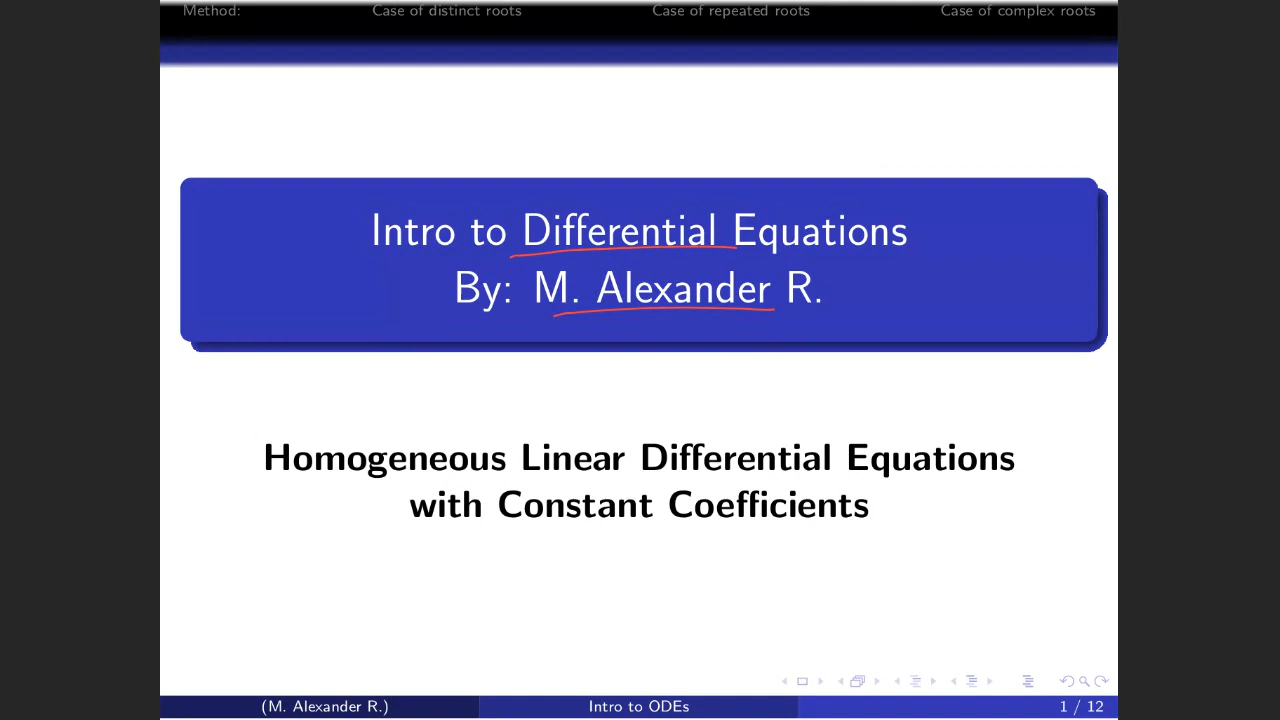 Method: Case of distinct roots Case of repeated roots Case of complex roots
Intro to Differential Equations
By: M. Alexander R.
Homogeneous Linear Differential Equations
with Constant Coefficients
(M. Alexander R.) Intro to ODEs 1 / 12